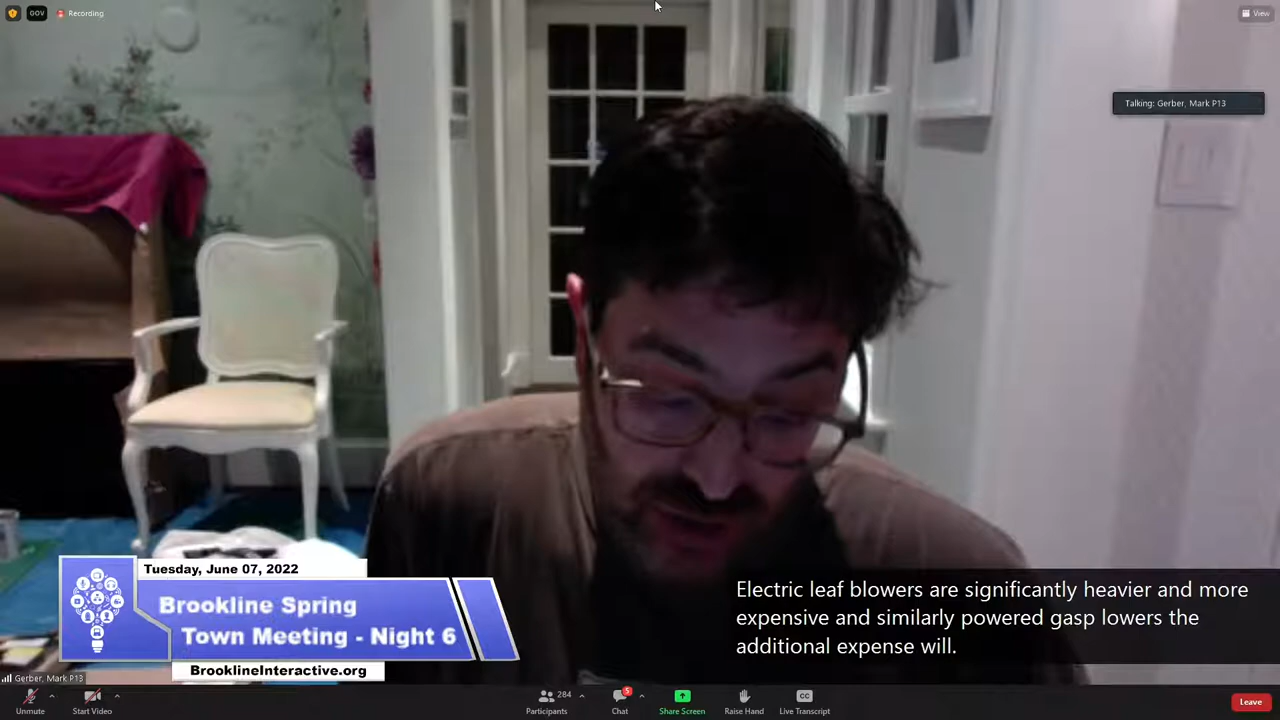 GOV
Recording
View
Talking: Gerber, Mark P13
Tuesday, June 07, 2022
Brookline Spring
Town Meeting - Night 6
BrooklineInteractive.org
Electric leaf blowers are significantly heavier and more
expensive and similarly powered gasp lowers the
additional expense will.
Gerber, Mark P13
Unmute
Start Video
284
Participants
5
Chat
Share Screen
Raise Hand
CC
Live Transcript
Leave